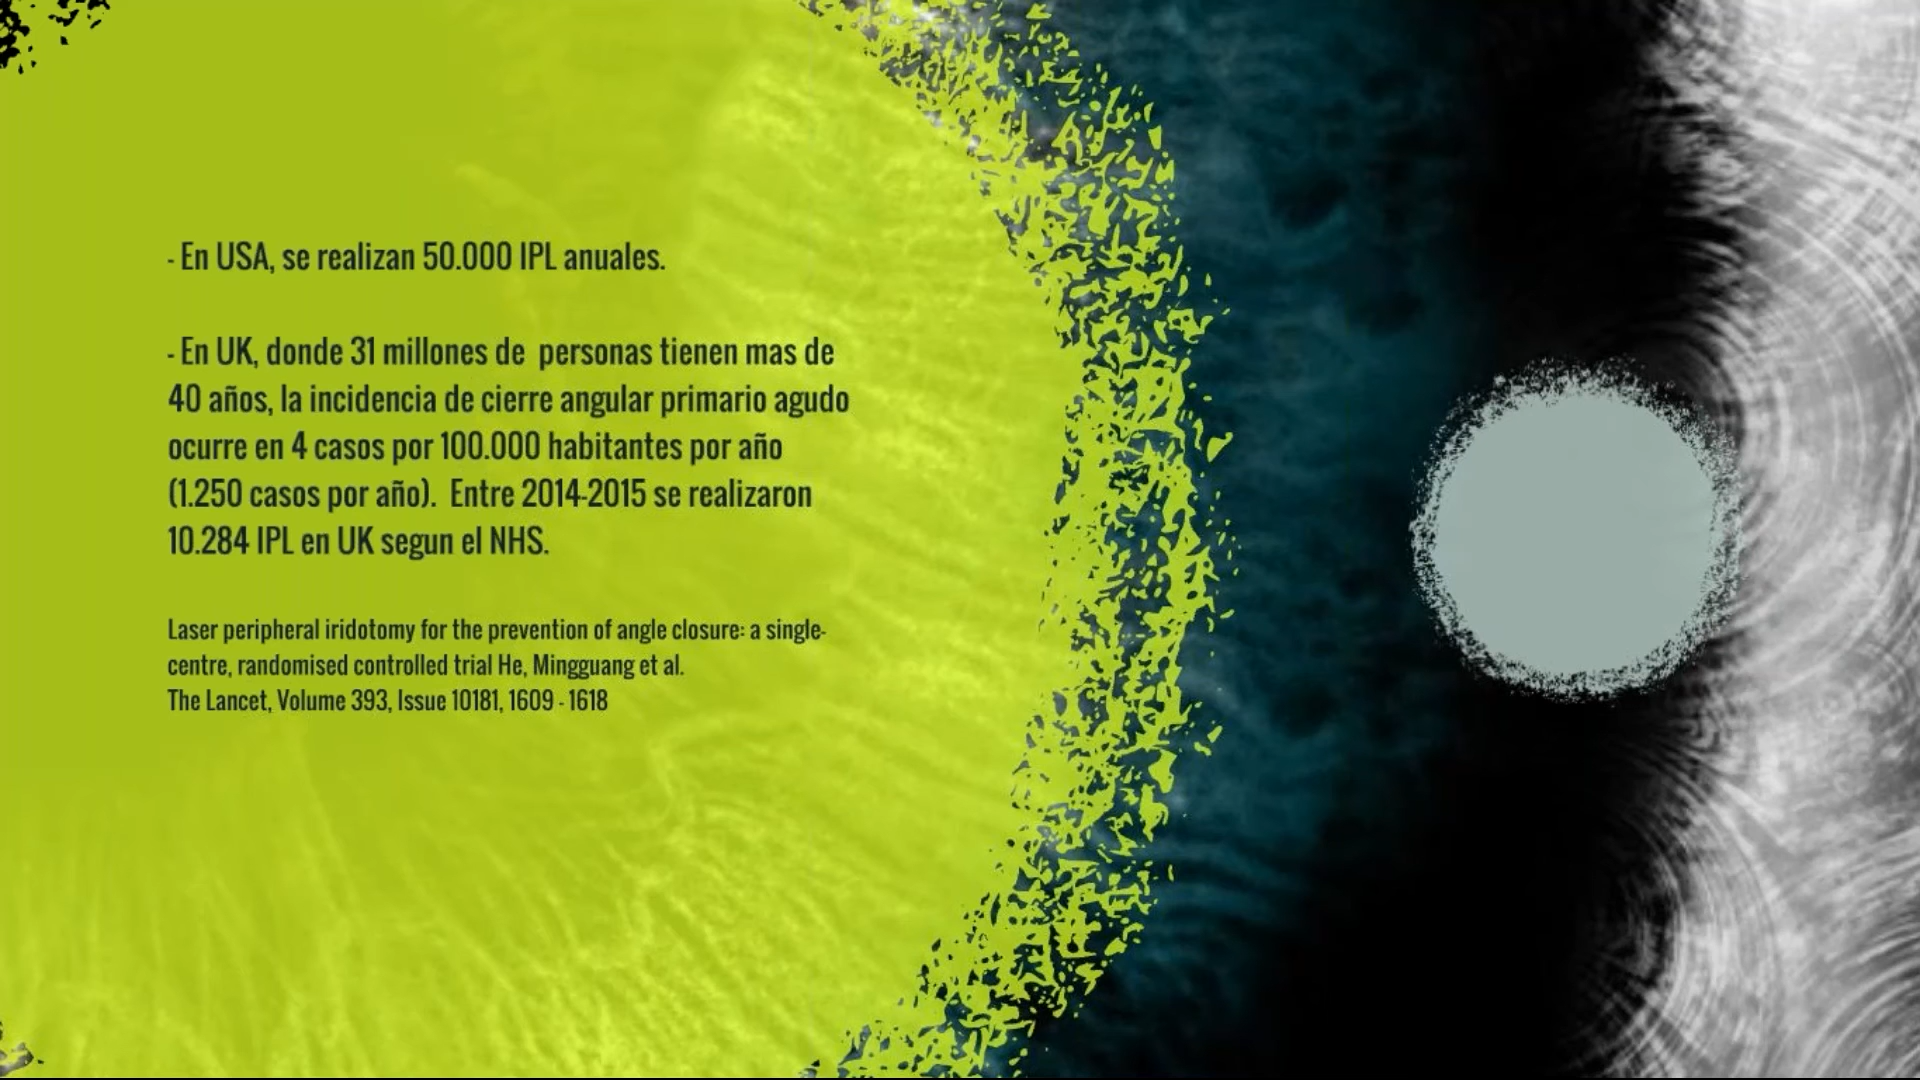 - En USA, se realizan 50.000 IPL anuales.
- En UK, donde 31 millones de  personas tienen mas de
40 años, la incidencia de cierre angular primario agudo
ocurre en 4 casos por 100.000 habitantes por año
(1.250 casos por año).  Entre 2014-2015 se realizaron
10.284 IPL en UK segun el NHS.
Laser peripheral iridotomy for the prevention of angle closure: a single-
centre, randomised controlled trial He, Mingguang et al.
The Lancet, Volume 393, Issue 10181, 1609 - 1618